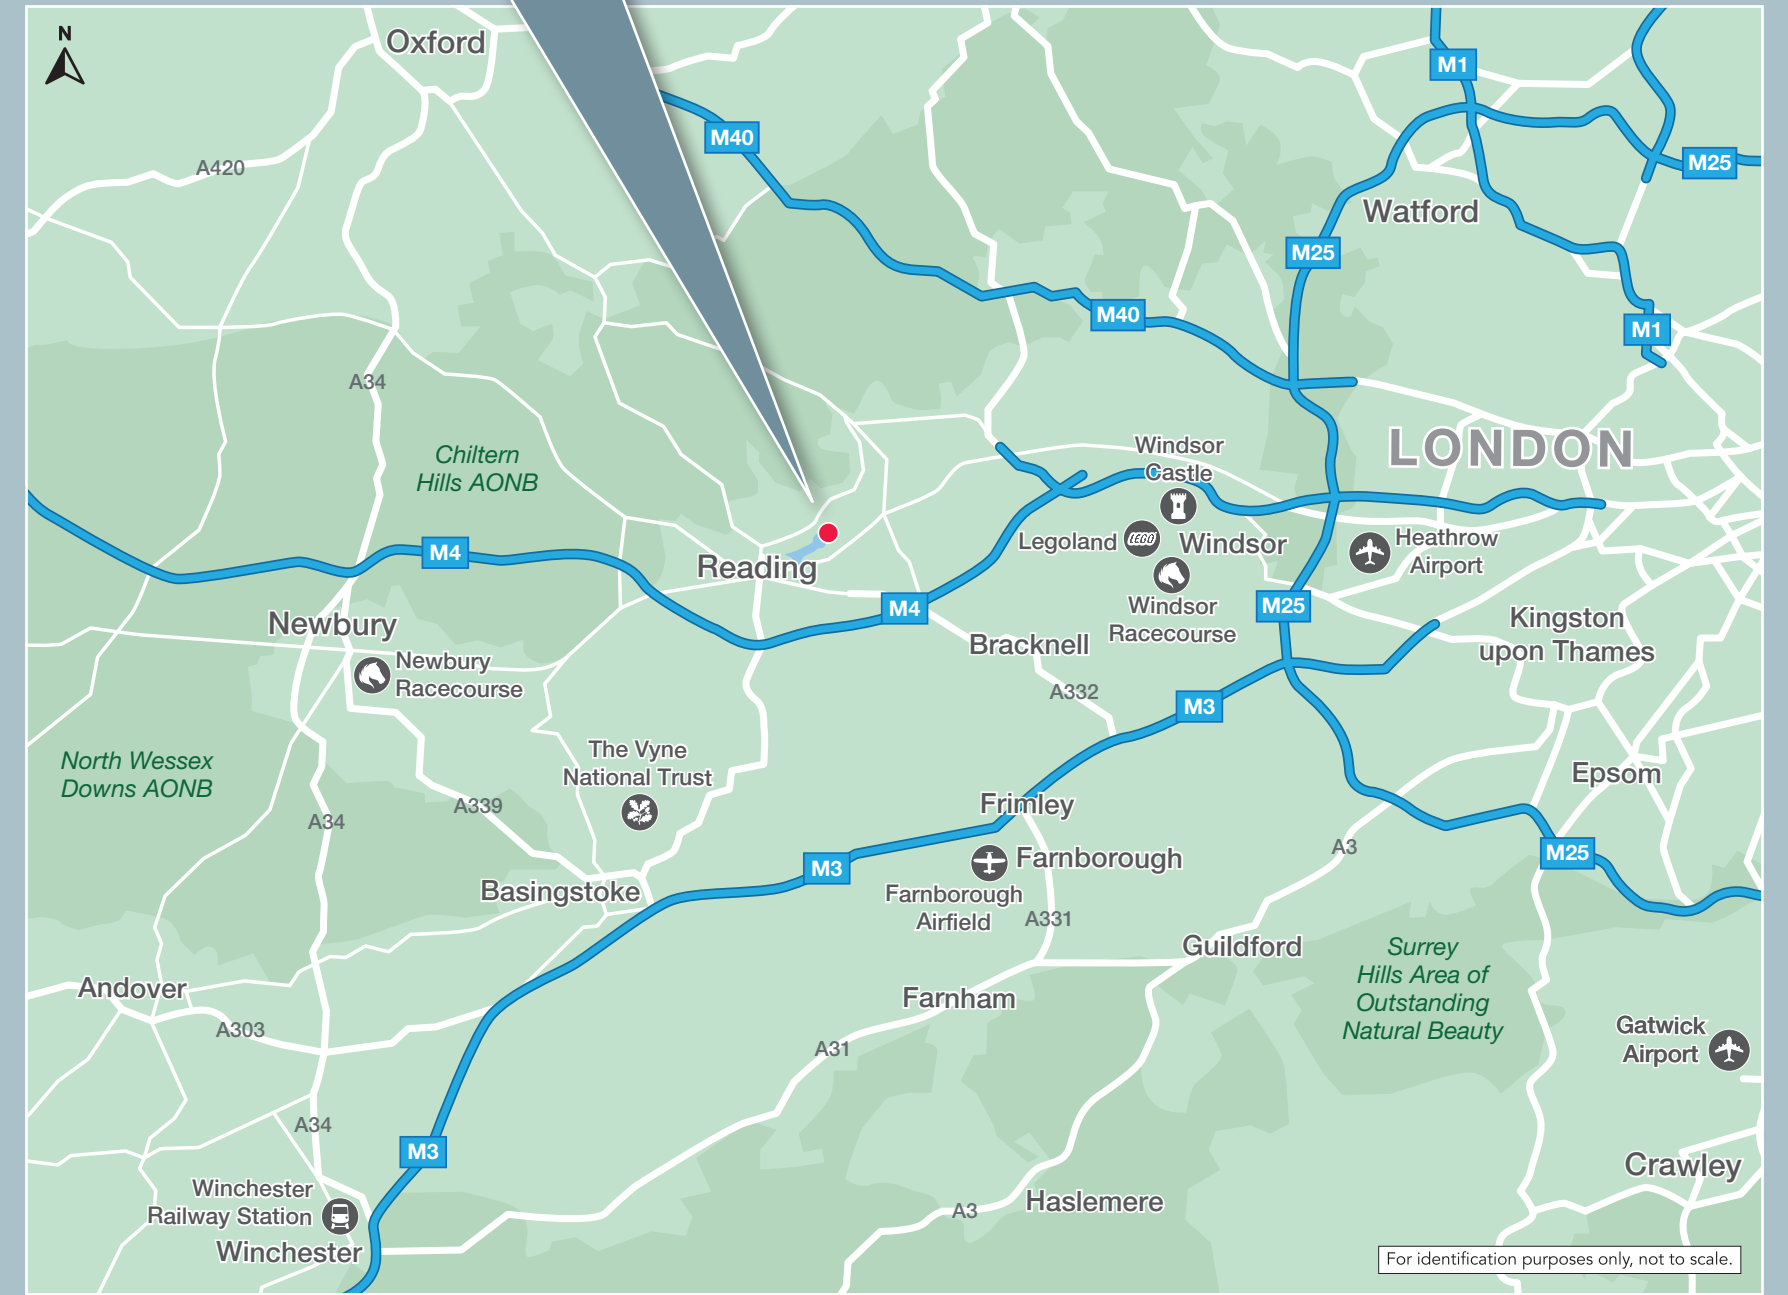 N
Oxford
M1
M40
M25
A420
Watford
M25
M40
M1
A34
Chiltern
Hills AONB
Windsor
Castle
LONDON
M4
Legoland
LEGO
Windsor
Heathrow
Airport
Reading
M4
Windsor
Racecourse
M25
Newbury
Kingston
upon Thames
Bracknell
Newbury
Racecourse
A332
M3
North Wessex
Downs AONB
The Vyne
National Trust
Epsom
A34
A339
Frimley
A3
M25
M3
Farnborough
Basingstoke
Farnborough
Airfield
A331
Guildford
Surrey
Hills Area of
Outstanding
Natural Beauty
Andover
Farnham
A303
A31
Gatwick
Airport
A34
M3
Crawley
Winchester
Railway Station
A3
Haslemere
Winchester
For identification purposes only, not to scale.